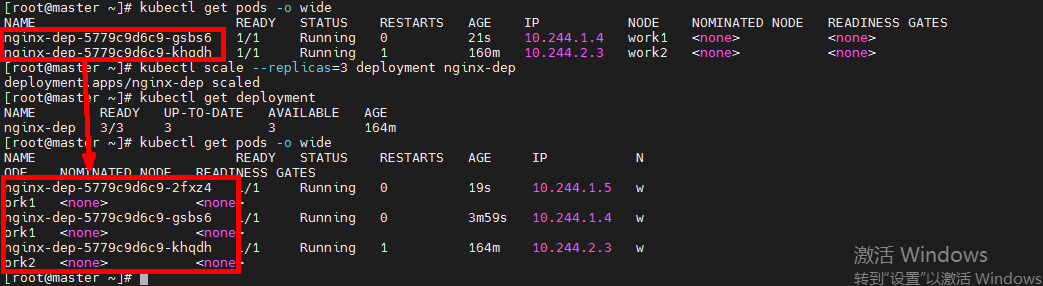 [root@master ~]# kubectl get pods -o wide
NAME READY STATUS RESTARTS AGE IP NODE NOMINATED NODE READINESS GATES
nginx-dep-5779c9d6c9-gsbs6 1/1 Running 0 21s 10.244.1.4 work1 <none> <none>
nginx-dep-5779c9d6c9-khqdh 1/1 Running 1 160m 10.244.2.3 work2 <none> <none>
[root@master ~]# kubectl scale --replicas=3 deployment nginx-dep
deployment.apps/nginx-dep scaled
[root@master ~]# kubectl get deployment
NAME READY UP-TO-DATE AVAILABLE AGE
nginx-dep 3/3 3 3 164m
[root@master ~]# kubectl get pods -o wide
NAME READY STATUS RESTARTS AGE IP N
ODE NOMINATED NODE READINESS GATES
nginx-dep-5779c9d6c9-2fxz4 1/1 Running 0 19s 10.244.1.5 w
ork1 <none> <none>
nginx-dep-5779c9d6c9-gsbs6 1/1 Running 0 3m59s 10.244.1.4 w
ork1 <none> <none>
nginx-dep-5779c9d6c9-khqdh 1/1 Running 1 164m 10.244.2.3 w
ork2 <none> <none>
[root@master ~]#
激活 Windows
转到“设置”以激活 Windows